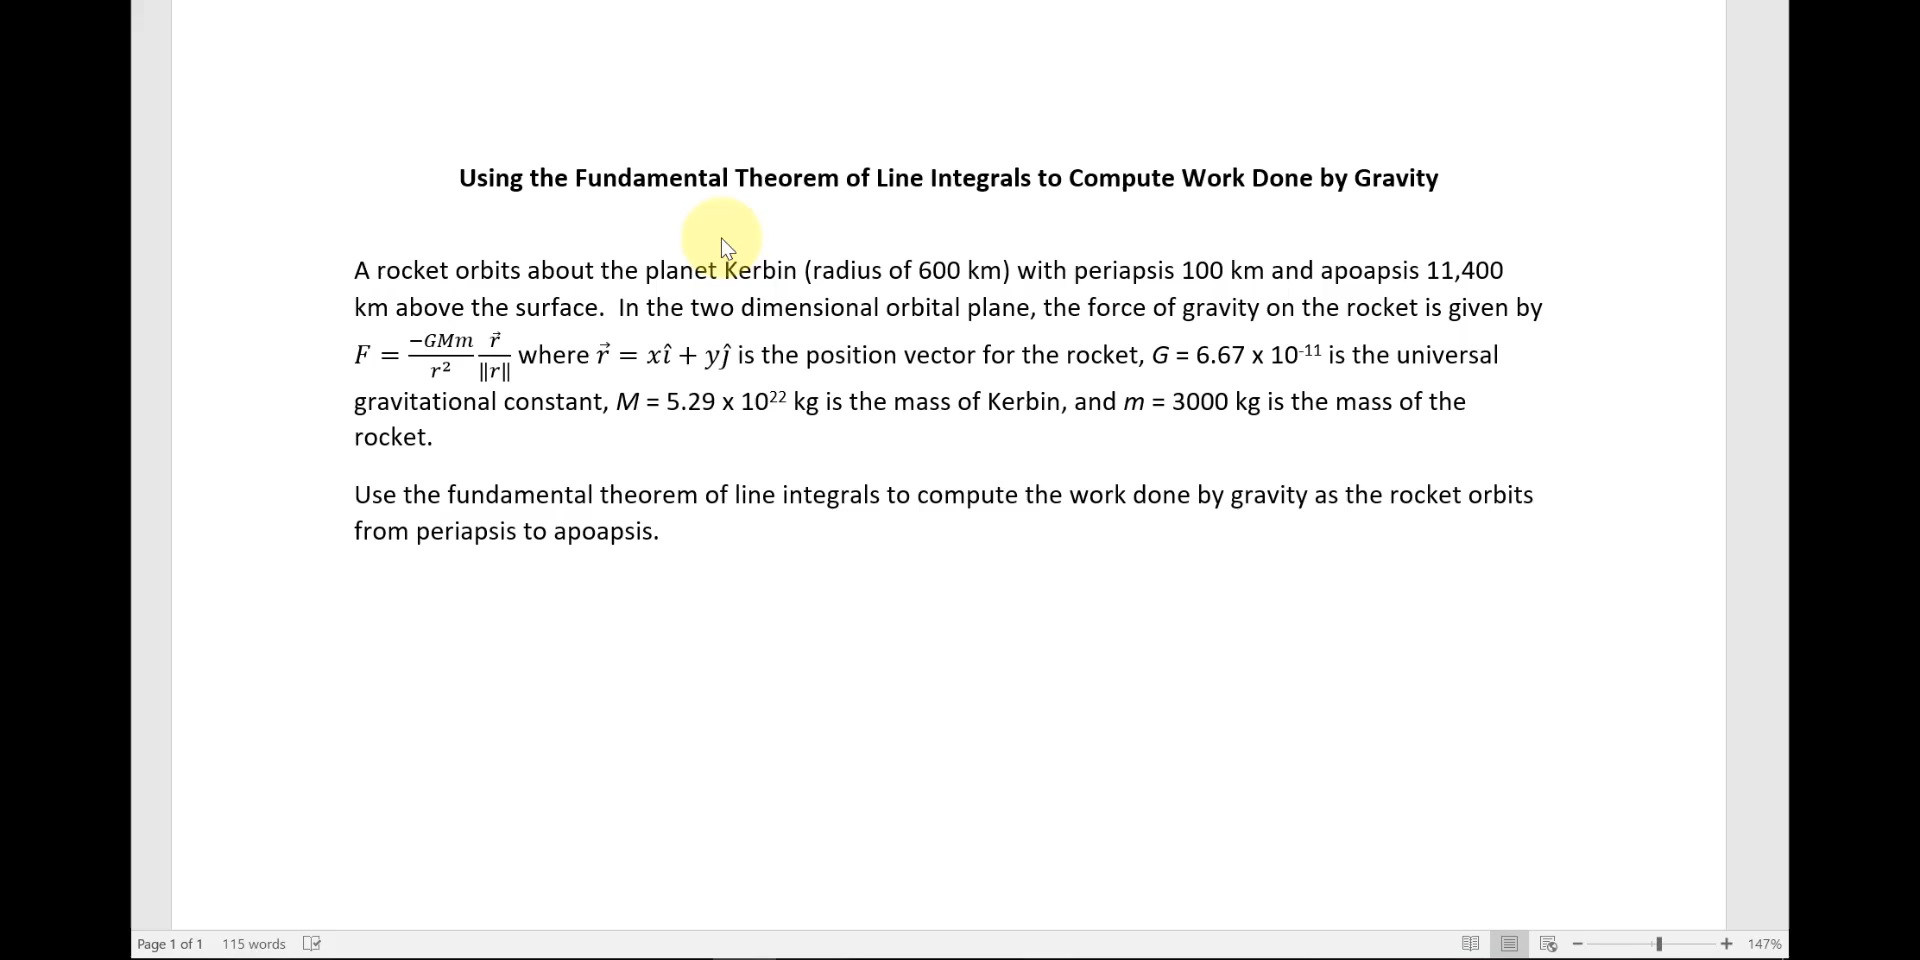 Using the Fundamental Theorem of Line Integrals to Compute Work Done by Gravity
A rocket orbits about the planet Kerbin (radius of 600 km) with periapsis 100 km and apoapsis 11,400
km above the surface.  In the two dimensional orbital plane, the force of gravity on the rocket is given by
F = \frac{-GMm}{r^2} \frac{\vec{r}}{\|r\|} where \vec{r} = xî + yĵ is the position vector for the rocket, G = 6.67 x 10⁻¹¹ is the universal
gravitational constant, M = 5.29 x 10²² kg is the mass of Kerbin, and m = 3000 kg is the mass of the
rocket.
Use the fundamental theorem of line integrals to compute the work done by gravity as the rocket orbits
from periapsis to apoapsis.
Page 1 of 1 115 words 147%